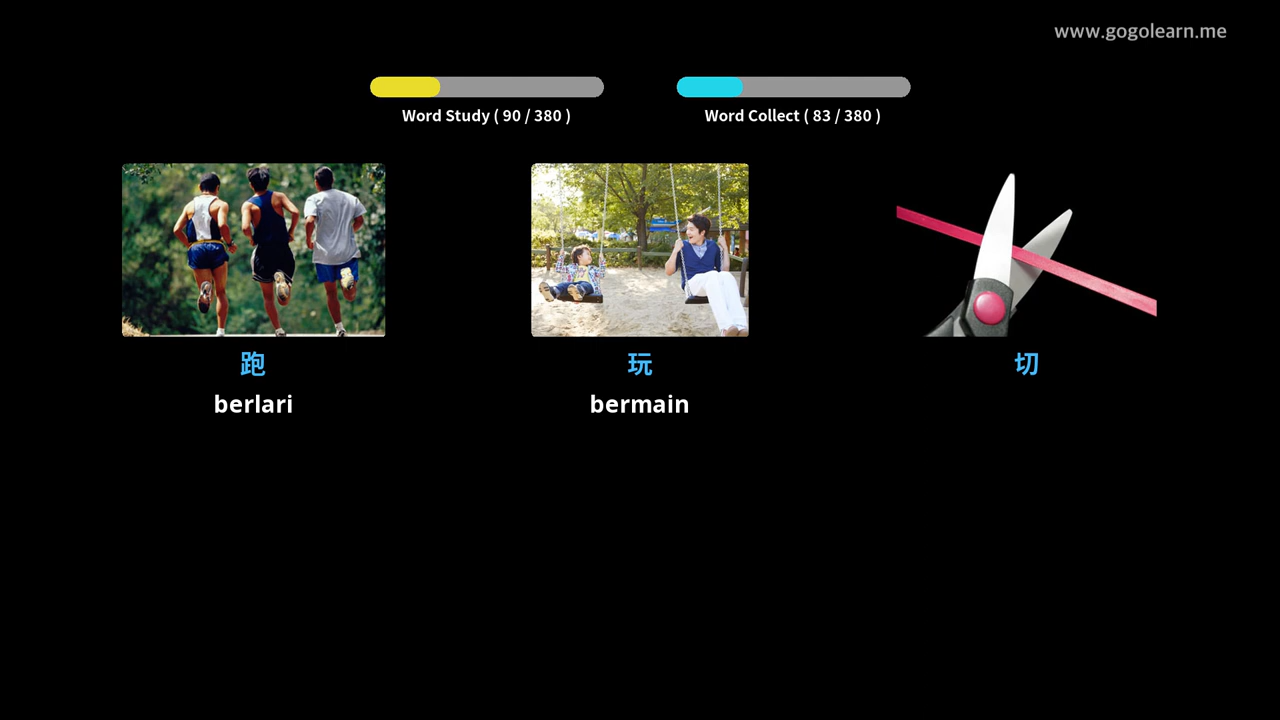 www.gogolearn.me
Word Study ( 90 / 380 )
Word Collect ( 83 / 380 )
跑
玩
切
berlari
bermain